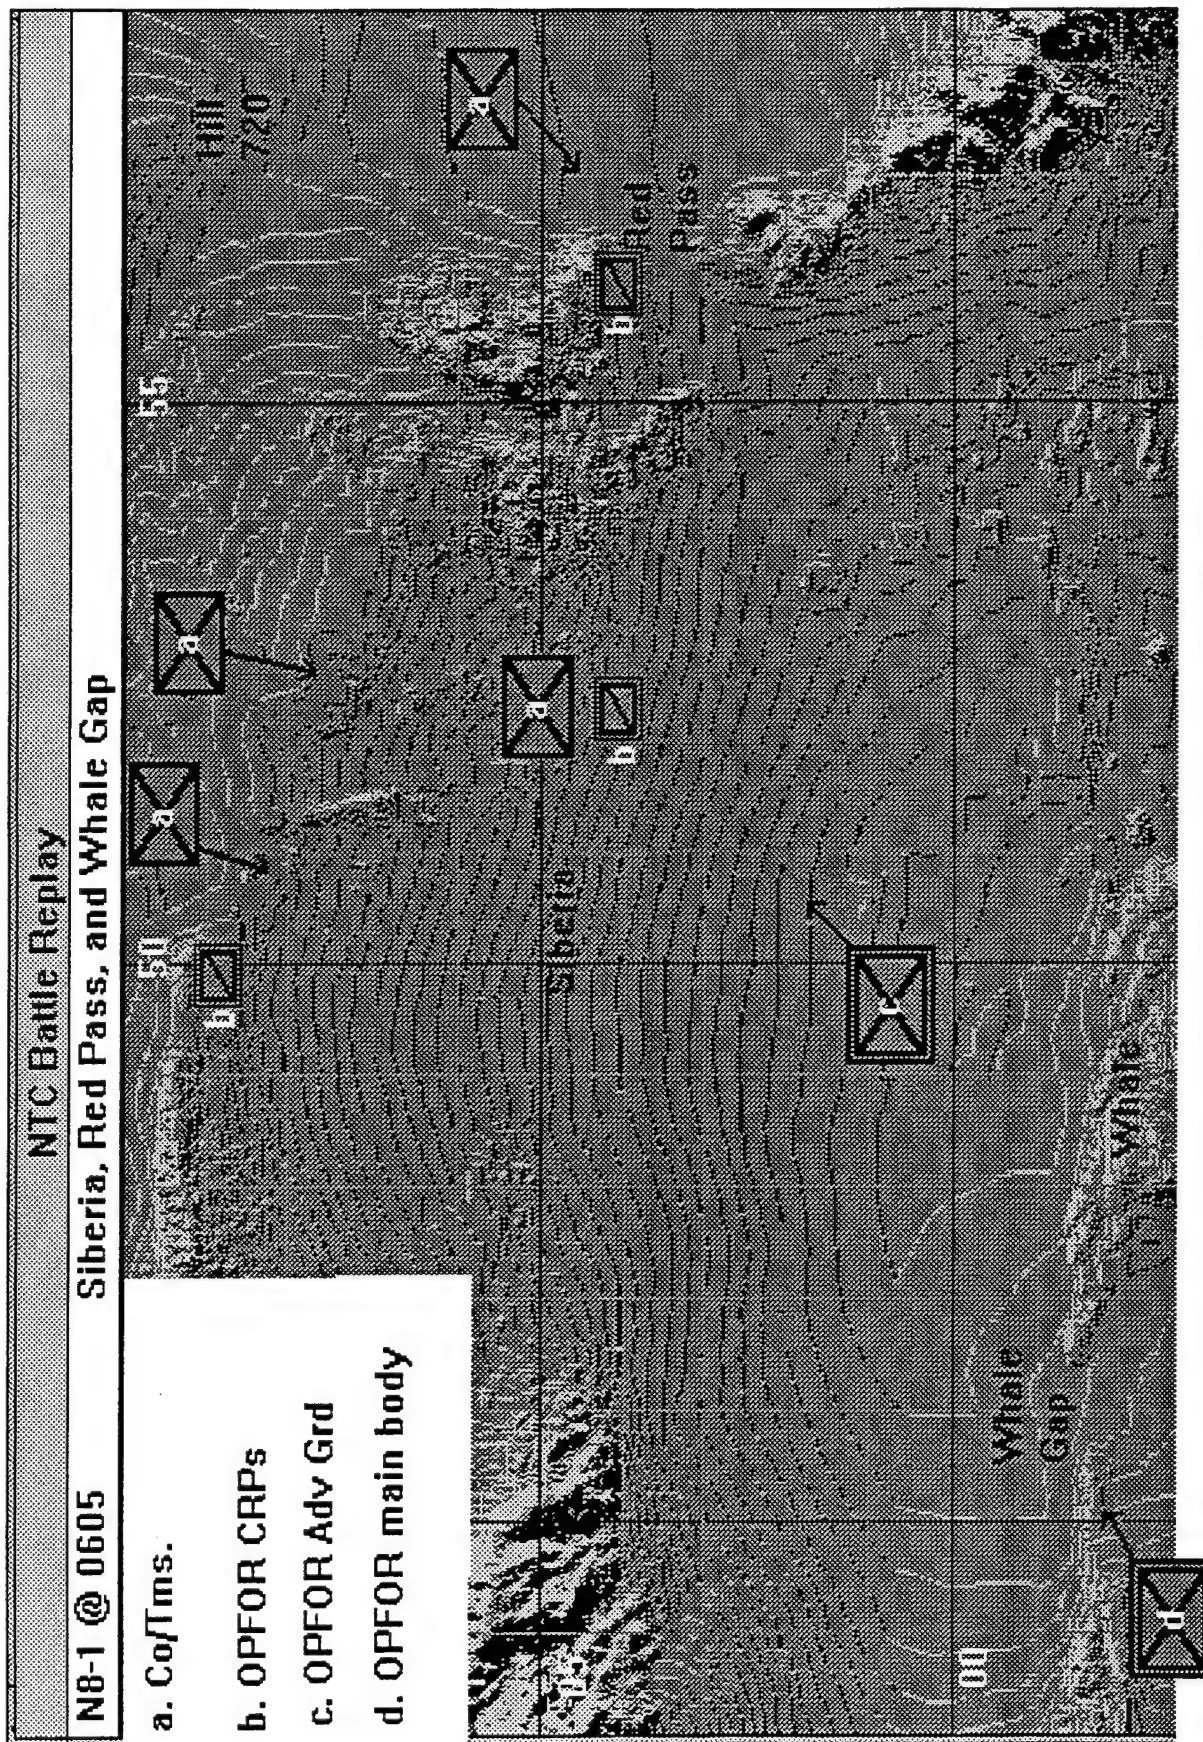 NTC Battle Replay
N8-1 @ 0605 Siberia, Red Pass, and Whale Gap
a. Co/Tms.
b. OPFOR CRPs
c. OPFOR Adv Grd
d. OPFOR main body
50
55
Hill
720
a
a
a
a
b
b
b
Red
Pass
Siberia
c
Whale
Gap
Whale
d